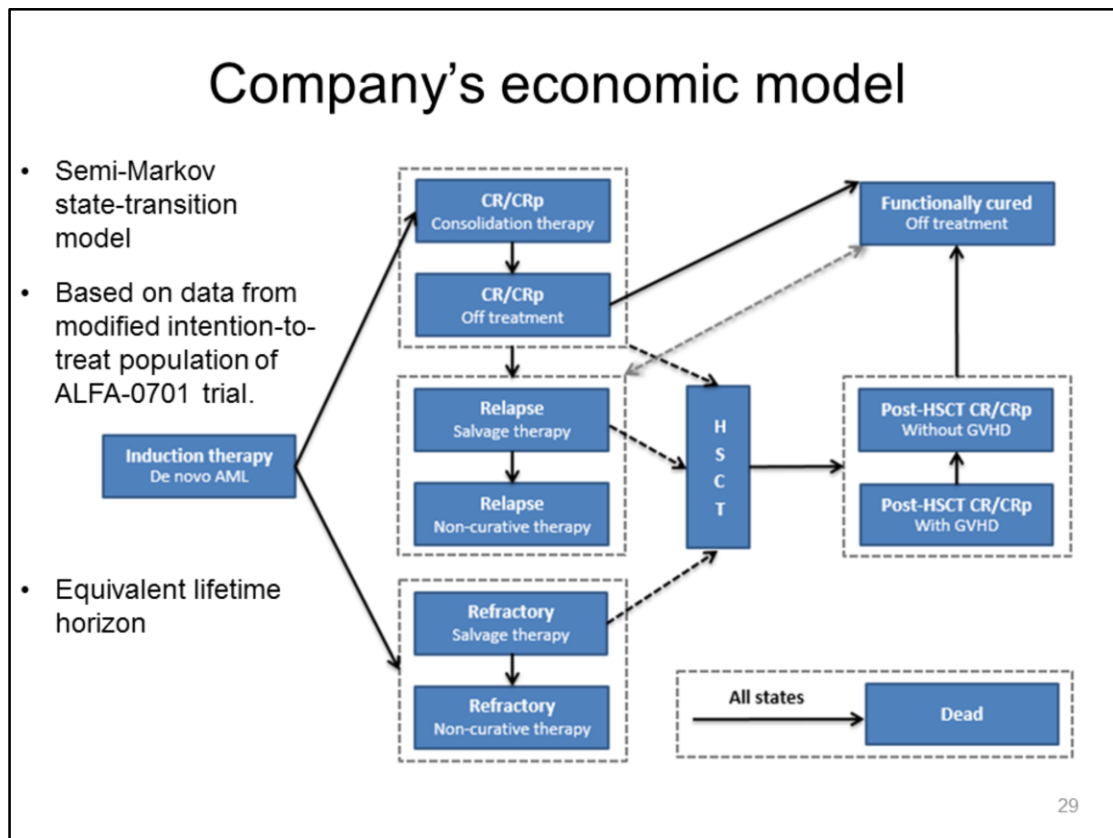 Company's economic model
• Semi-Markov
state-transition
model
• Based on data from
modified intention-to-
treat population of
ALFA-0701 trial.
• Equivalent lifetime
horizon
Induction therapy
De novo AML
CR/CRp
Consolidation therapy
CR/CRp
Off treatment
Relapse
Salvage therapy
Relapse
Non-curative therapy
Refractory
Salvage therapy
Refractory
Non-curative therapy
H
S
C
T
Functionally cured
Off treatment
Post-HSCT CR/CRp
Without GVHD
Post-HSCT CR/CRp
With GVHD
All states
Dead
29